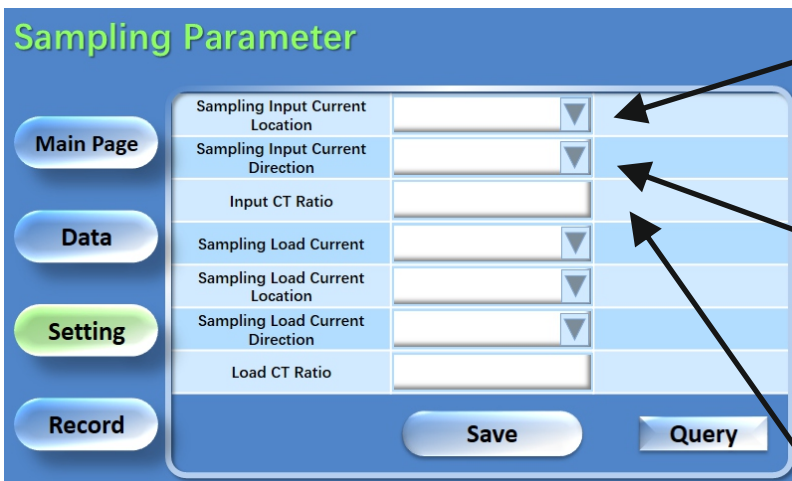 Sampling Parameter
Main Page
Data
Setting
Record
Sampling Input Current
Location
Sampling Input Current
Direction
Input CT Ratio
Sampling Load Current
Sampling Load Current
Location
Sampling Load Current
Direction
Load CT Ratio
Save
Query